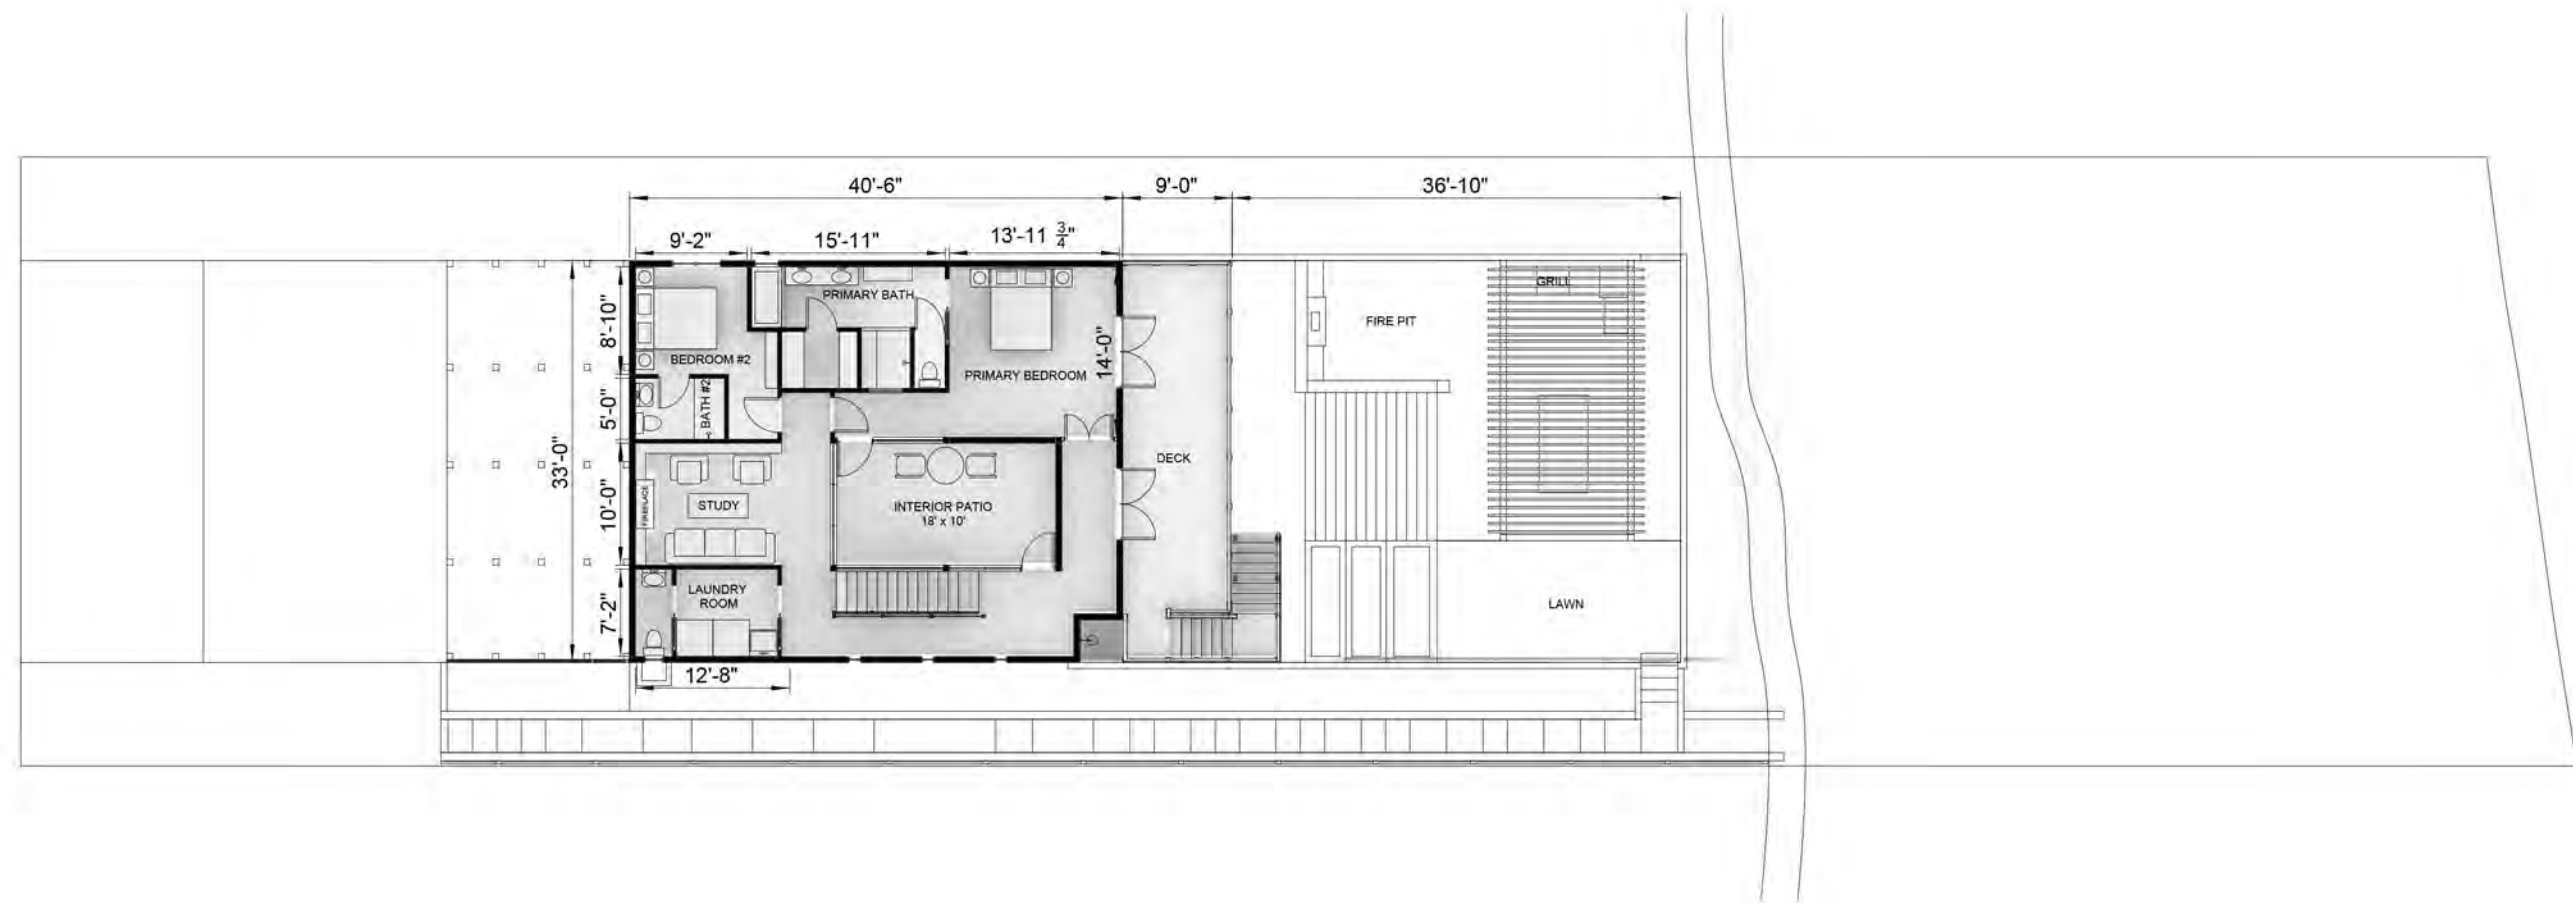 40'-6"
9'-0"
36'-10"
9'-2"
15'-11"
13'-11 3/4"
PRIMARY BATH
GRILL
8'-10"
FIRE PIT
14'-0"
BEDROOM #2
PRIMARY BEDROOM
BATH #2
5'-0"
33'-0"
DECK
10'-0"
FIREPLACE
STUDY
INTERIOR PATIO
18' x 10'
7'-2"
LAUNDRY
ROOM
LAWN
12'-8"